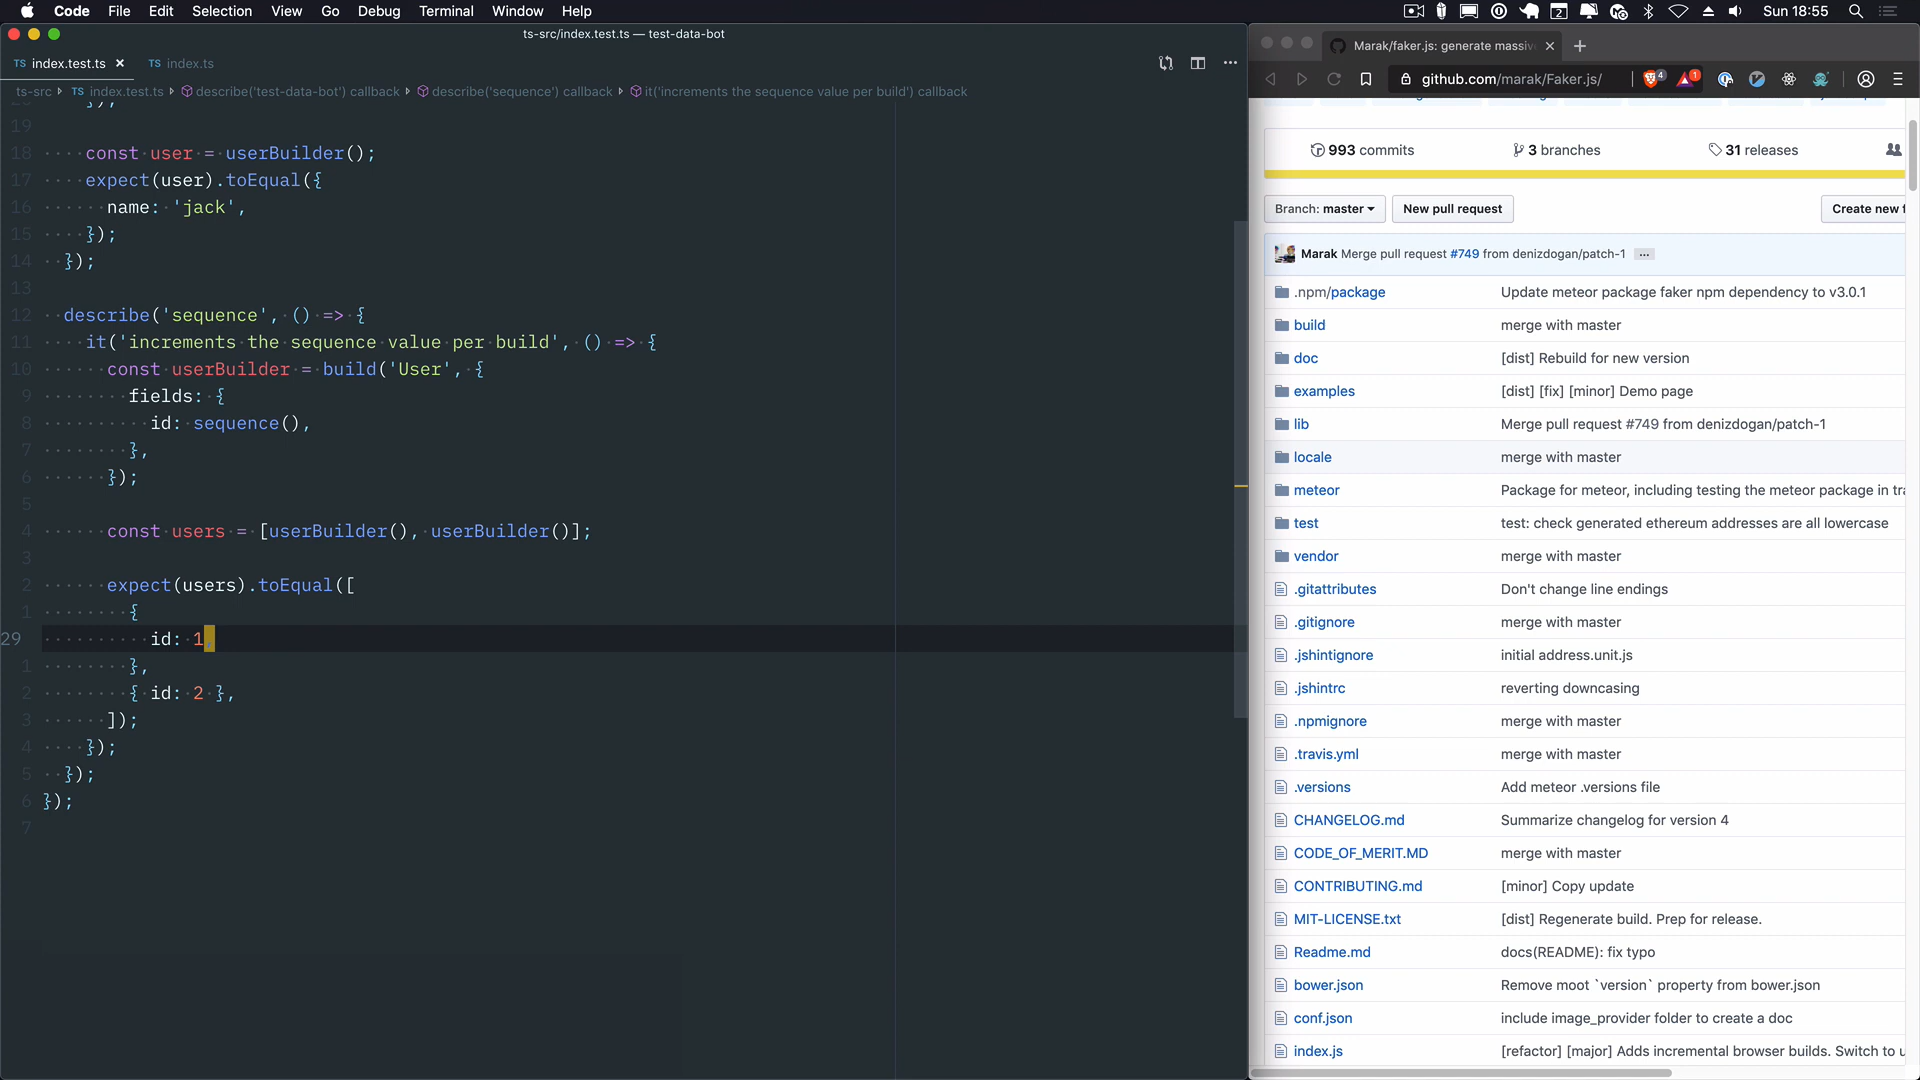 Code File Edit Selection View Go Debug Terminal Window Help
2
Sun 18:55
ts-src/index.test.ts — test-data-bot
TS index.test.ts ×
TS index.ts
ts-src TS index.test.ts describe('test-data-bot') callback describe('sequence') callback it('increments the sequence value per build') callback
20 });
19
18 const user = userBuilder();
17 expect(user).toEqual({
16 name: 'jack',
15 });
14 });
13
12 describe('sequence', () => {
11 it('increments the sequence value per build', () => {
10 const userBuilder = build('User', {
9 fields: {
8 id: sequence(),
7 },
6 });
5
4 const users = [userBuilder(), userBuilder()];
3
2 expect(users).toEqual([
1 {
29 id: 1,
1 },
2 { id: 2 },
3 ]);
4 });
5 });
6 });
7
Marak/faker.js: generate massiv
github.com/marak/Faker.js/
4
1
993 commits
3 branches
31 releases
Branch: master
New pull request
Create new f
Marak Merge pull request #749 from denizdogan/patch-1 …
.npm/package Update meteor package faker npm dependency to v3.0.1
build merge with master
doc [dist] Rebuild for new version
examples [dist] [fix] [minor] Demo page
lib Merge pull request #749 from denizdogan/patch-1
locale merge with master
meteor Package for meteor, including testing the meteor package in tra
test test: check generated ethereum addresses are all lowercase
vendor merge with master
.gitattributes Don't change line endings
.gitignore merge with master
.jshintignore initial address.unit.js
.jshintrc reverting downcasing
.npmignore merge with master
.travis.yml merge with master
.versions Add meteor .versions file
CHANGELOG.md Summarize changelog for version 4
CODE_OF_MERIT.MD merge with master
CONTRIBUTING.md [minor] Copy update
MIT-LICENSE.txt [dist] Regenerate build. Prep for release.
Readme.md docs(README): fix typo
bower.json Remove moot `version` property from bower.json
conf.json include image_provider folder to create a doc
index.js [refactor] [major] Adds incremental browser builds. Switch to u